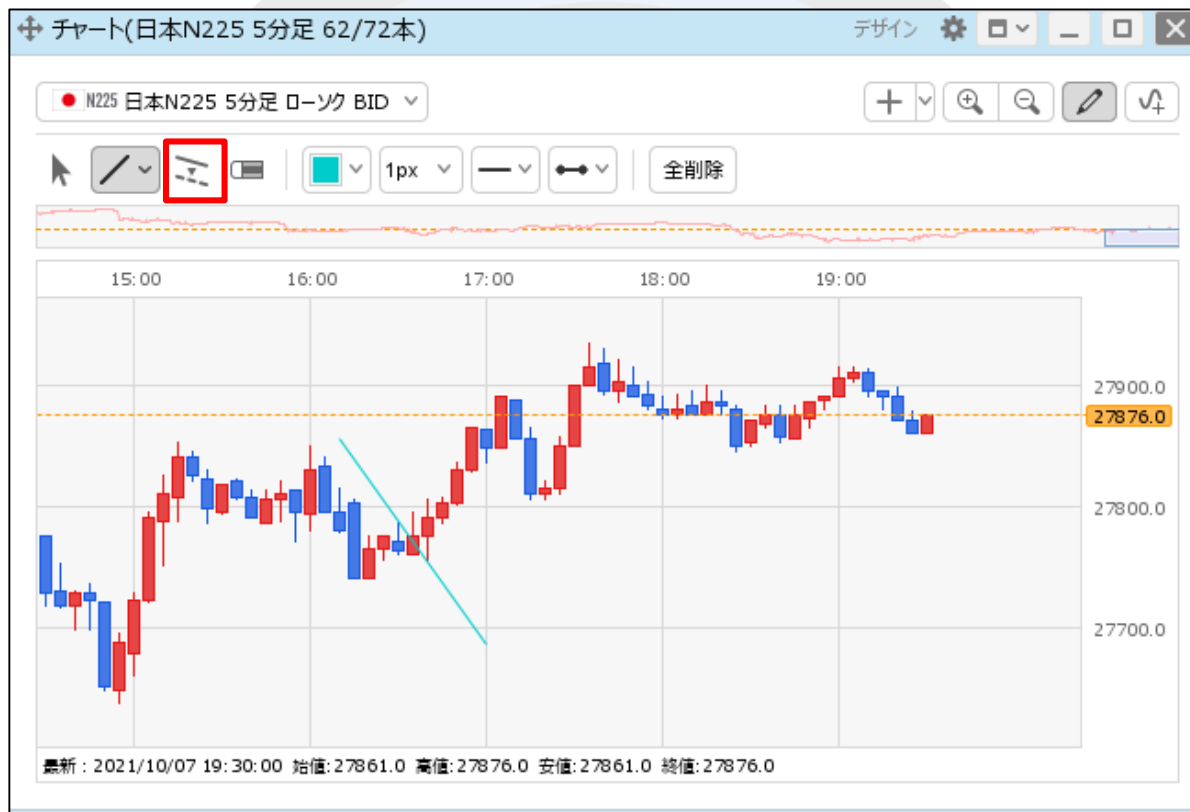 チャート(日本N225 5分足 62/72本)
デザイン
N225 日本N225 5分足 ローソク BID
1px
全削除
15:00 16:00 17:00 18:00 19:00
27900.0
27876.0
27800.0
27700.0
最新 : 2021/10/07 19:30:00 始値:27861.0 高値:27876.0 安値:27861.0 終値:27876.0